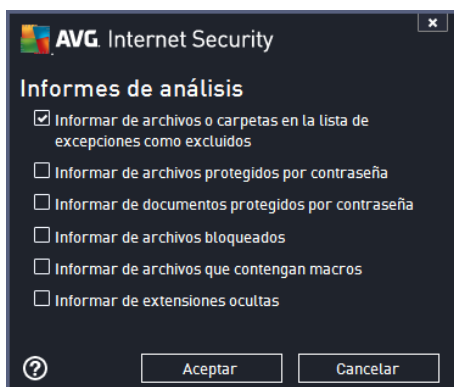 AVG. Internet Security
x
Informes de análisis
Informar de archivos o carpetas en la lista de
excepciones como excluidos
Informar de archivos protegidos por contraseña
Informar de documentos protegidos por contraseña
Informar de archivos bloqueados
Informar de archivos que contengan macros
Informar de extensiones ocultas
?
Aceptar
Cancelar